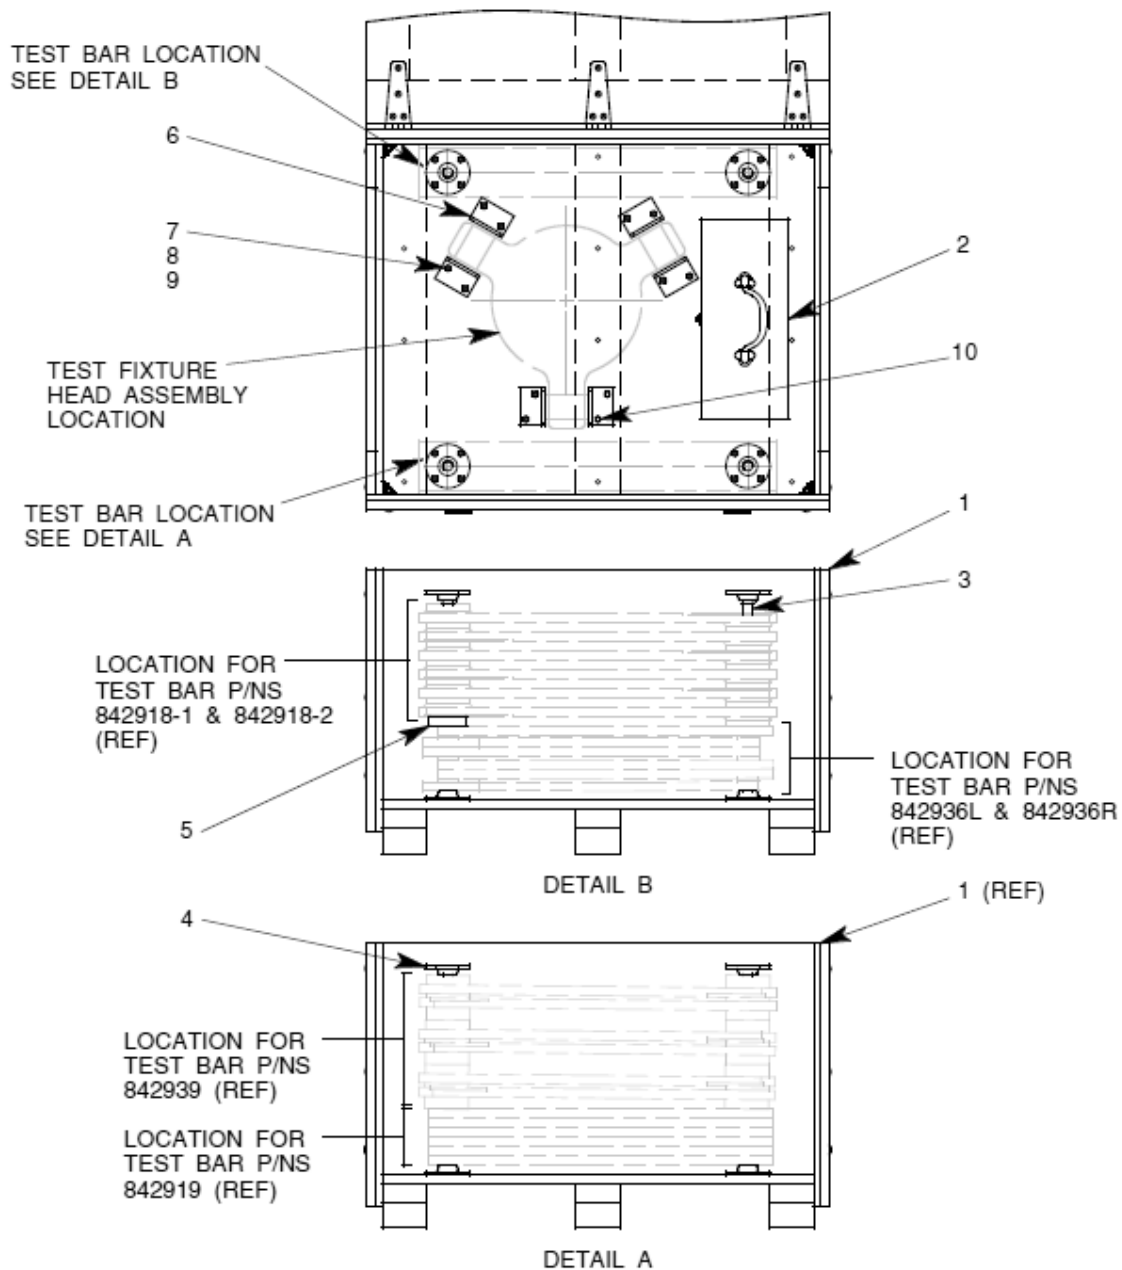 TEST BAR LOCATION
SEE DETAIL B
6
7
8
9
2
TEST FIXTURE
HEAD ASSEMBLY
LOCATION
10
TEST BAR LOCATION
SEE DETAIL A
1
3
LOCATION FOR
TEST BAR P/NS
842918-1 & 842918-2
(REF)
LOCATION FOR
TEST BAR P/NS
842936L & 842936R
(REF)
5
DETAIL B
4
1 (REF)
LOCATION FOR
TEST BAR P/NS
842939 (REF)
LOCATION FOR
TEST BAR P/NS
842919 (REF)
DETAIL A